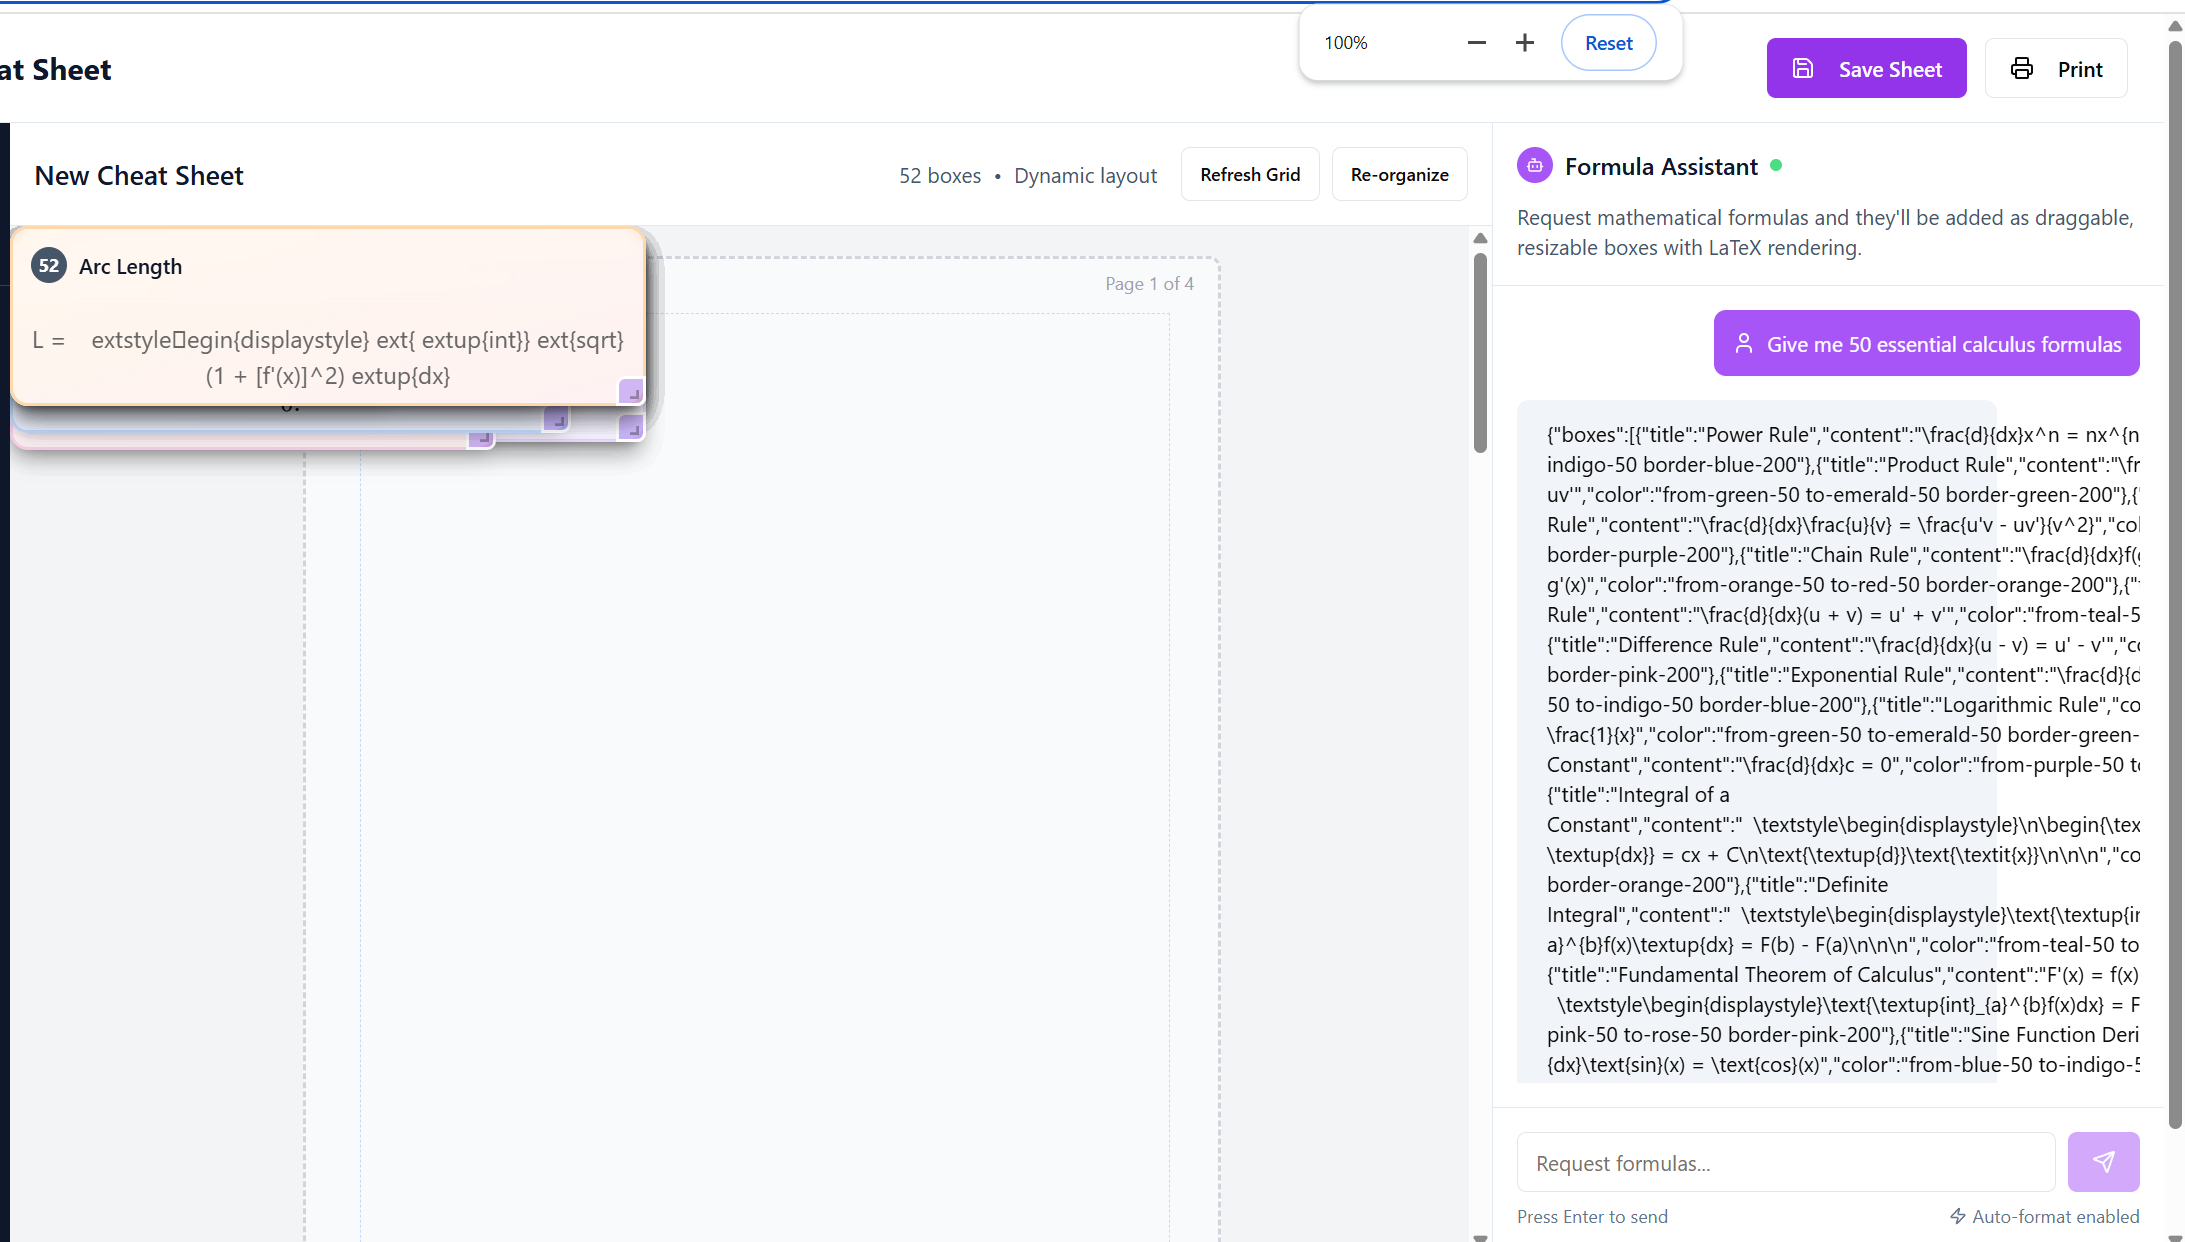 100%
Reset
at Sheet
Save Sheet
Print
New Cheat Sheet
52 boxes • Dynamic layout
Refresh Grid
Re-organize
52 Arc Length
L = extstyle□egin{displaystyle} ext{ extup{int}} ext{sqrt}
(1 + [f'(x)]^2) extup{dx}
Page 1 of 4
Formula Assistant
Request mathematical formulas and they'll be added as draggable,
resizable boxes with LaTeX rendering.
Give me 50 essential calculus formulas
{"boxes":[{"title":"Power Rule","content":"\frac{d}{dx}x^n = nx^{n
indigo-50 border-blue-200"},{"title":"Product Rule","content":"\fr
uv'","color":"from-green-50 to-emerald-50 border-green-200"},{"
Rule","content":"\frac{d}{dx}\frac{u}{v} = \frac{u'v - uv'}{v^2}","col
border-purple-200"},{"title":"Chain Rule","content":"\frac{d}{dx}f(
g'(x)","color":"from-orange-50 to-red-50 border-orange-200"},{"
Rule","content":"\frac{d}{dx}(u + v) = u' + v'","color":"from-teal-5
{"title":"Difference Rule","content":"\frac{d}{dx}(u - v) = u' - v'","c
border-pink-200"},{"title":"Exponential Rule","content":"\frac{d}{d
50 to-indigo-50 border-blue-200"},{"title":"Logarithmic Rule","co
\frac{1}{x}","color":"from-green-50 to-emerald-50 border-green-
Constant","content":"\frac{d}{dx}c = 0","color":"from-purple-50 t
{"title":"Integral of a
Constant","content":" \textstyle\begin{displaystyle}\n\begin{\tex
\textup{dx}} = cx + C\n\text{\textup{d}}\text{\textit{x}}\n\n\n","co
border-orange-200"},{"title":"Definite
Integral","content":" \textstyle\begin{displaystyle}\text{\textup{ir
a}^{b}f(x)\textup{dx} = F(b) - F(a)\n\n\n","color":"from-teal-50 to
{"title":"Fundamental Theorem of Calculus","content":"F'(x) = f(x)
\textstyle\begin{displaystyle}\text{\textup{int}_{a}^{b}f(x)dx} = F
pink-50 to-rose-50 border-pink-200"},{"title":"Sine Function Deri
{dx}\text{sin}(x) = \text{cos}(x)","color":"from-blue-50 to-indigo-5
Request formulas...
Press Enter to send
Auto-format enabled